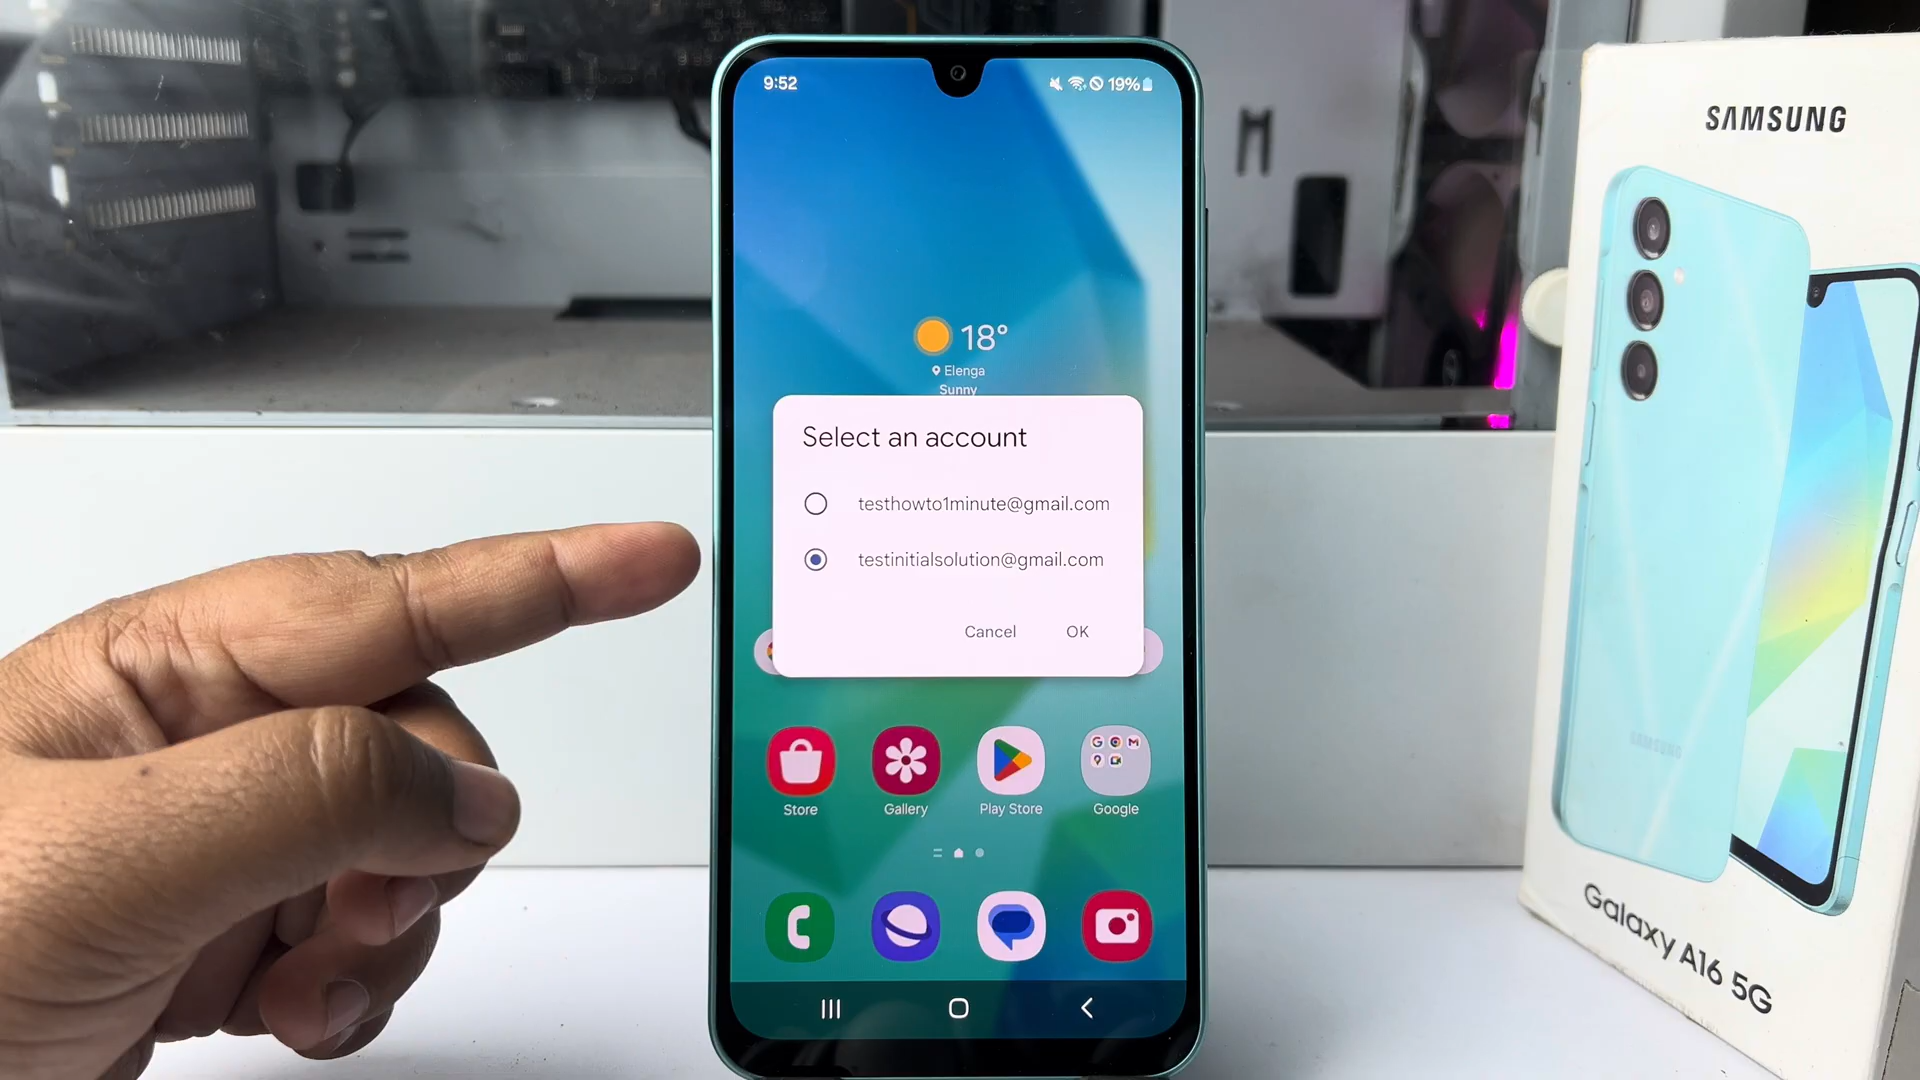 9:52
19%
18°
Elenga
Sunny
Select an account
testhowto1minute@gmail.com
testinitialsolution@gmail.com
Cancel
OK
Store
Gallery
Play Store
Google
SAMSUNG
SAMSUNG
Galaxy A16 5G